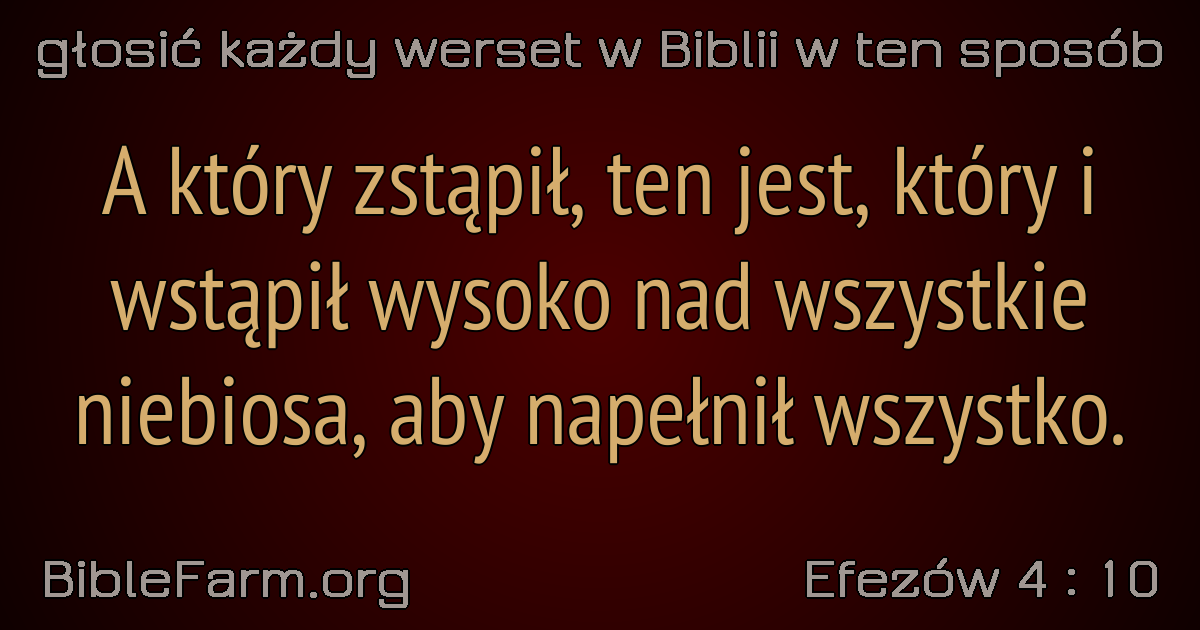 głosić każdy werset w Biblii w ten sposób
A który zstąpił, ten jest, który i
wstąpił wysoko nad wszystkie
niebiosa, aby napełnił wszystko.
BibleFarm.org
Efezów 4 : 10